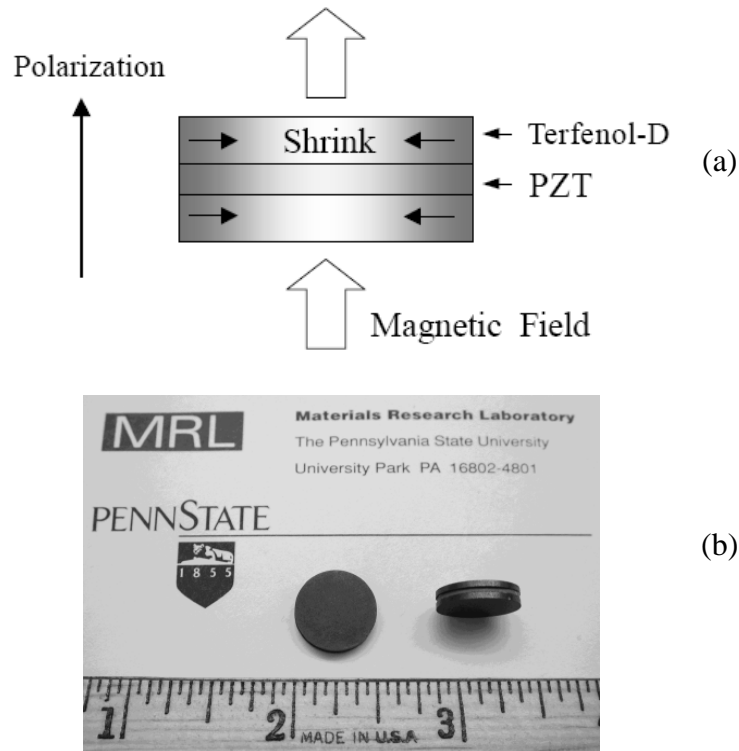 Polarization
Shrink
Terfenol-D
PZT
(a)
Magnetic Field
MRL
Materials Research Laboratory
The Pennsylvania State University
University Park PA 16802-4801
PENNSTATE
1855
(b)
1 2 3
MADE IN U.S.A